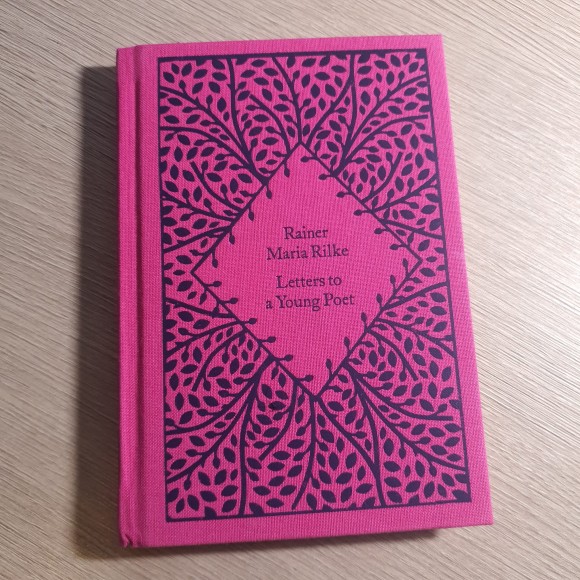 Rainer
Maria Rilke
Letters to
a Young Poet